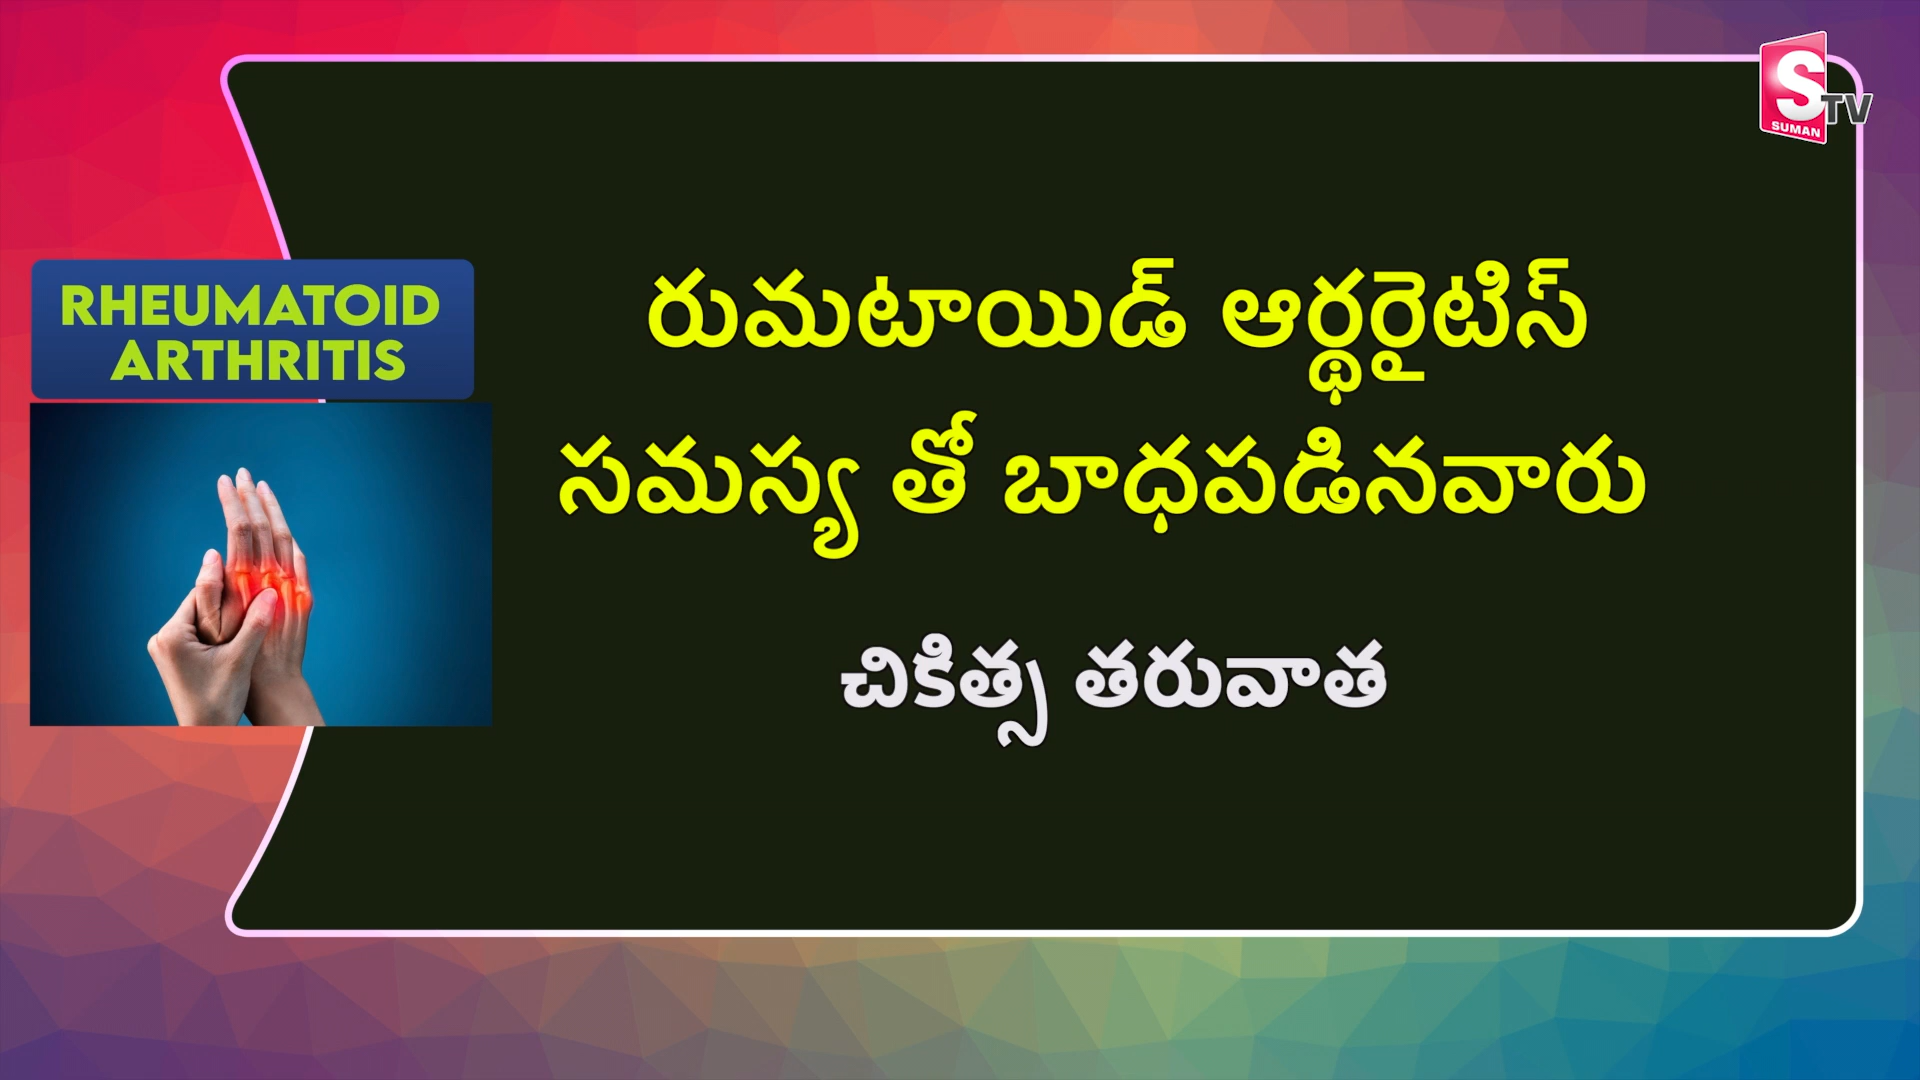 S TV
SUMAN
RHEUMATOID
ARTHRITIS
రుమటాయిడ్ ఆర్థరైటిస్
సమస్య తో బాధపడినవారు
చికిత్స తరువాత